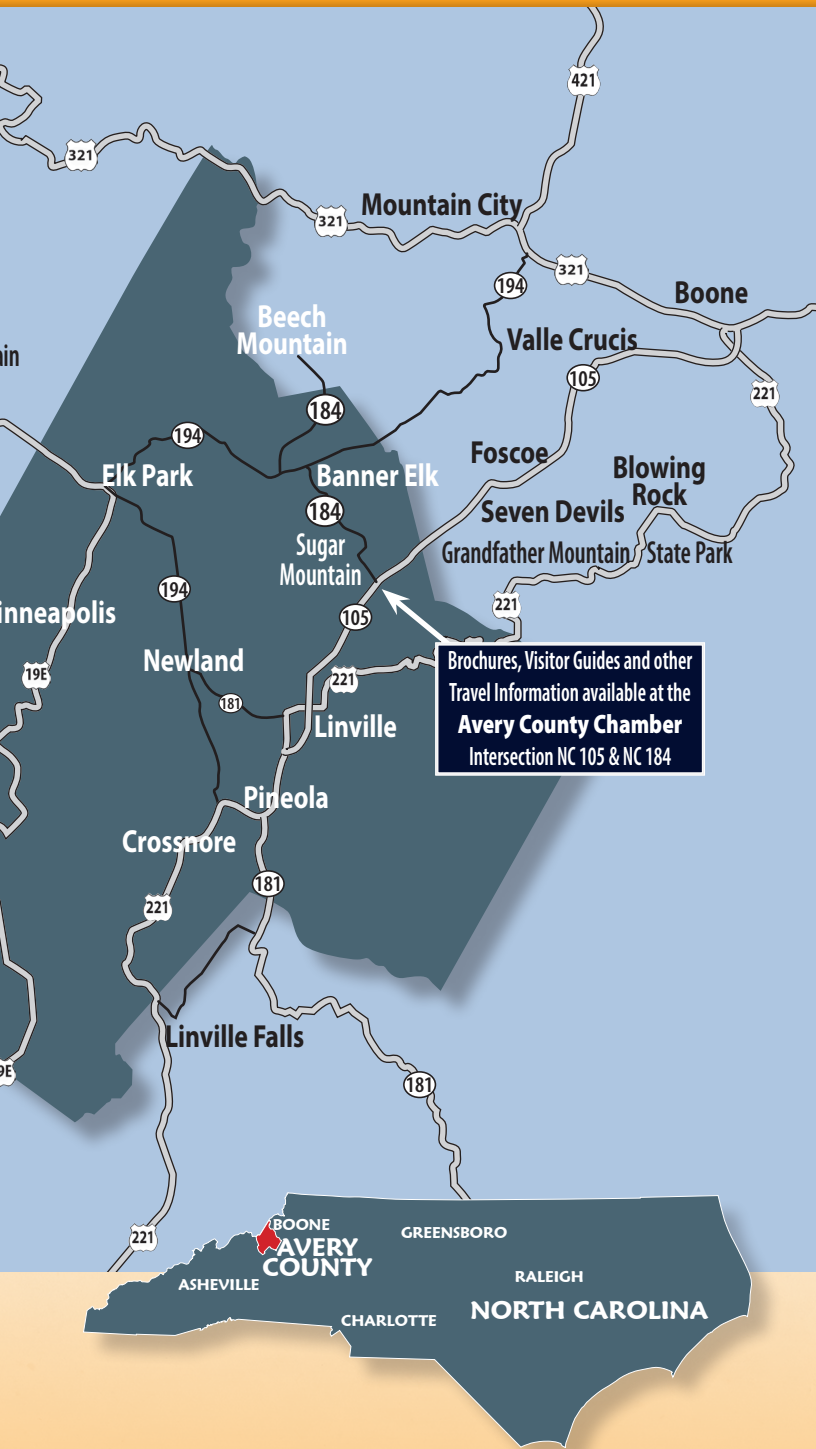 421
321
Mountain City
321
321
194
Boone
Beech
Mountain
Valle Crucis
ain
105
221
184
194
Foscoe
Blowing
Rock
Elk Park
Banner Elk
184
Seven Devils
Sugar
Mountain
Grandfather Mountain State Park
194
221
inneapolis
105
Newland
19E
221
181
Linville
Brochures, Visitor Guides and other
Travel Information available at the
Avery County Chamber
Intersection NC 105 & NC 184
Pineola
Crossnore
181
221
Linville Falls
9E
181
221
BOONE
AVERY
COUNTY
GREENSBORO
ASHEVILLE
RALEIGH
CHARLOTTE
NORTH CAROLINA